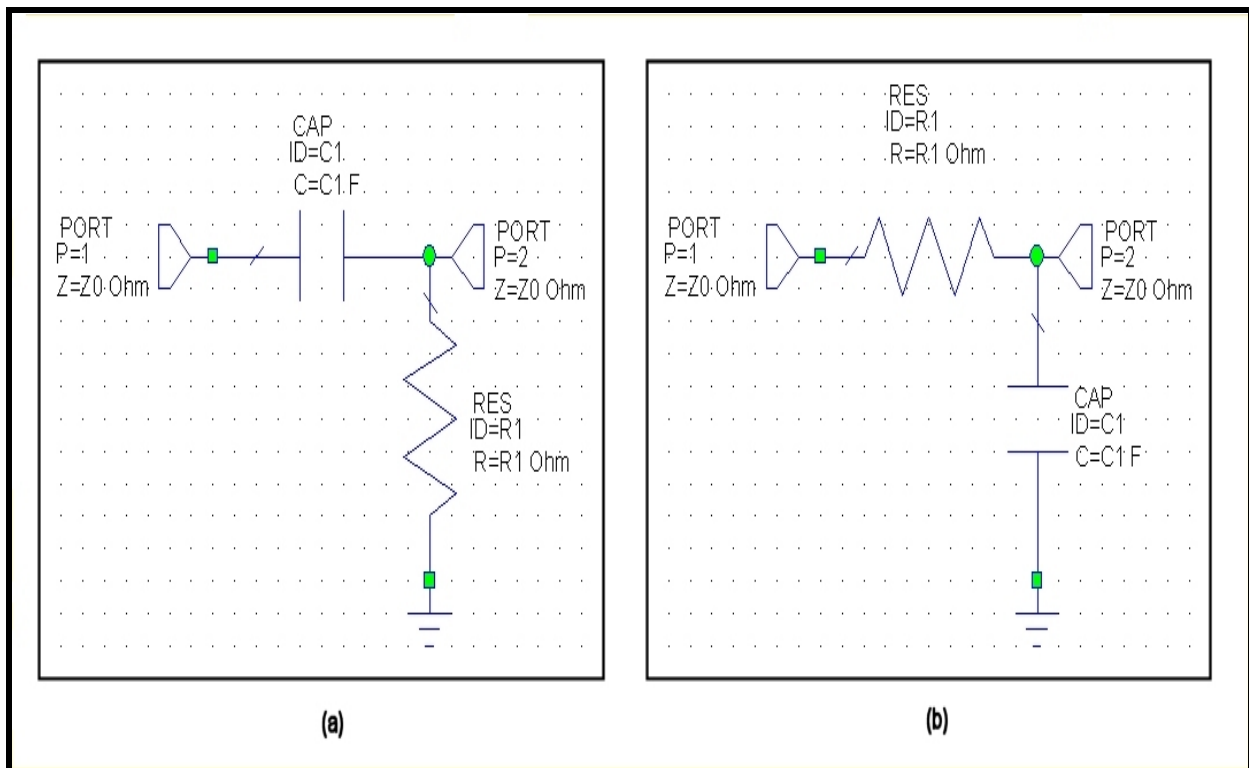 CAP
ID=C1
C=C1 F
PORT
P=1
Z=Z0 Ohm
PORT
P=2
Z=Z0 Ohm
RES
ID=R1
R=R1 Ohm
(a)
RES
ID=R1
R=R1 Ohm
PORT
P=1
Z=Z0 Ohm
PORT
P=2
Z=Z0 Ohm
CAP
ID=C1
C=C1 F
(b)